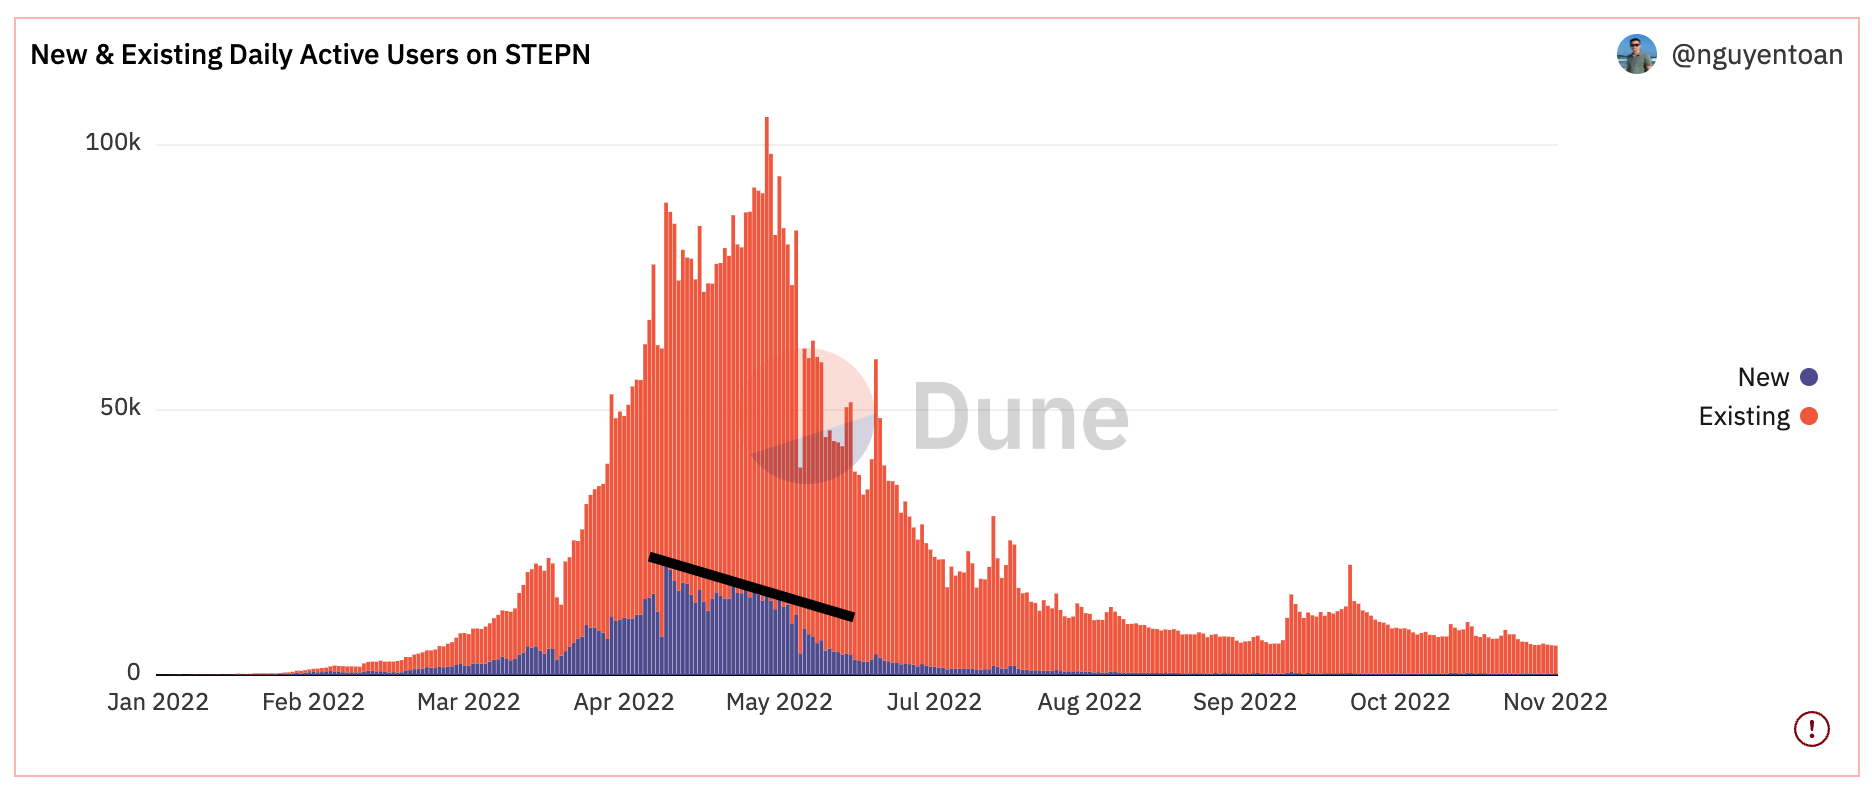 New & Existing Daily Active Users on STEPN
@nguyentoan
100k
50k
0
Dune
New
Existing
Jan 2022
Feb 2022
Mar 2022
Apr 2022
May 2022
Jul 2022
Aug 2022
Sep 2022
Oct 2022
Nov 2022
!